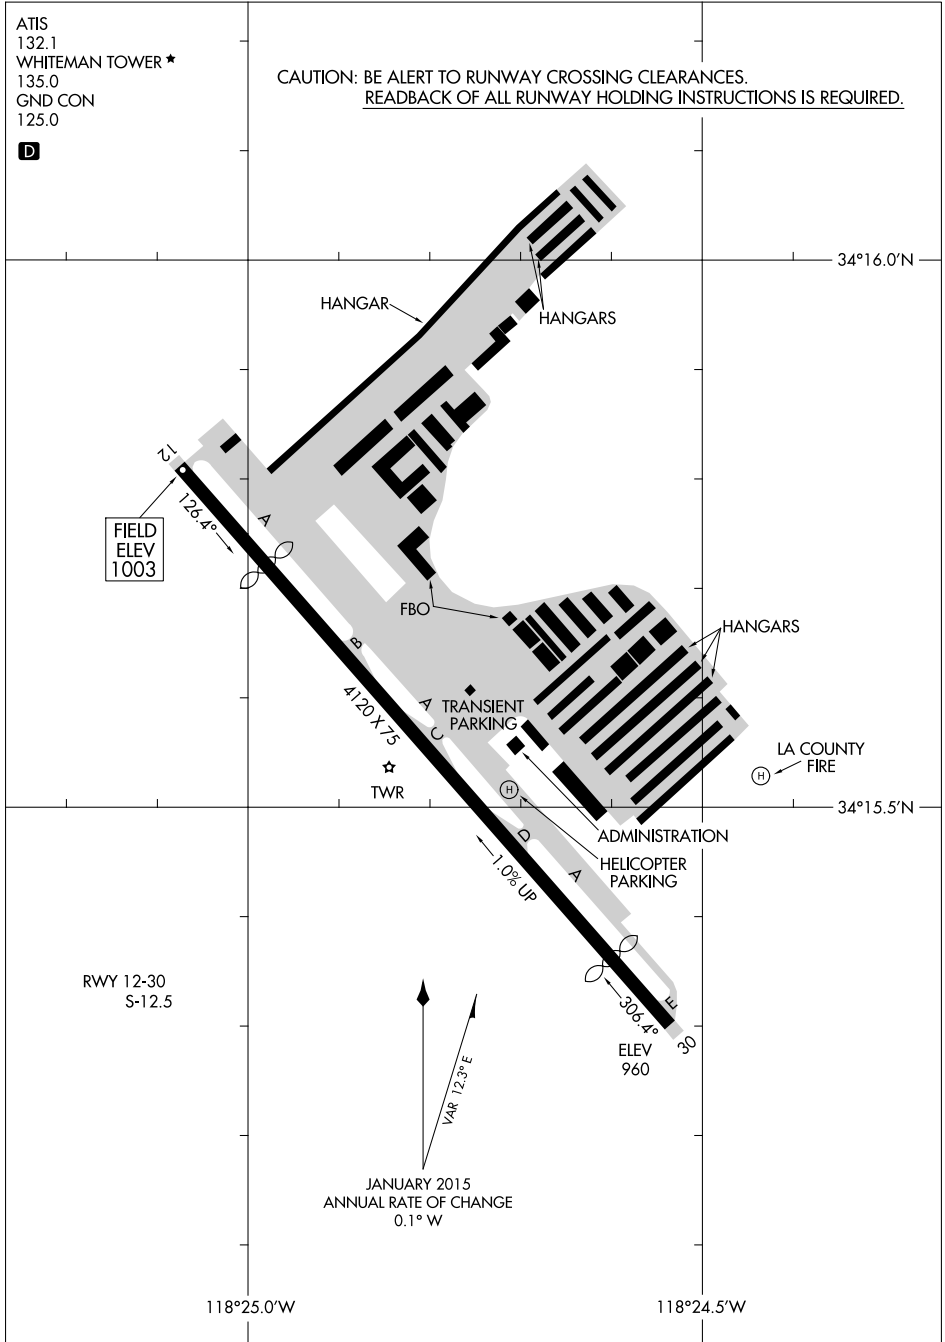 ATIS
132.1
WHITEMAN TOWER ★
135.0
GND CON
125.0
D
CAUTION: BE ALERT TO RUNWAY CROSSING CLEARANCES.
READBACK OF ALL RUNWAY HOLDING INSTRUCTIONS IS REQUIRED.
34°16.0'N
HANGAR
HANGARS
12
126.4°
A
FIELD
ELEV
1003
FBO
HANGARS
B
4120 X 75
A
C
TRANSIENT
PARKING
TWR
H
H
LA COUNTY
FIRE
34°15.5'N
D
ADMINISTRATION
HELICOPTER
PARKING
A
1.0% UP
RWY 12-30
S-12.5
306.4°
E
30
ELEV
960
VAR 12.3° E
JANUARY 2015
ANNUAL RATE OF CHANGE
0.1° W
118°25.0'W
118°24.5'W